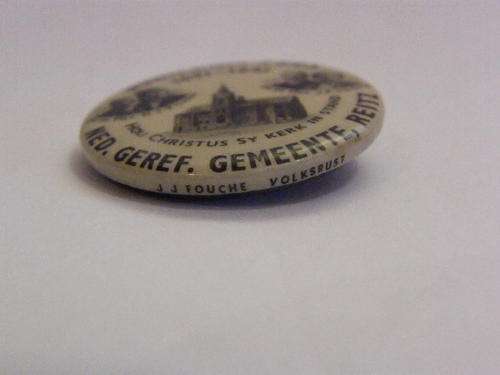 HOU CHRISTUS SY KERK IN STAND
NED. GEREF. GEMEENTE, REITZ
J J FOUCHE VOLKSRUST